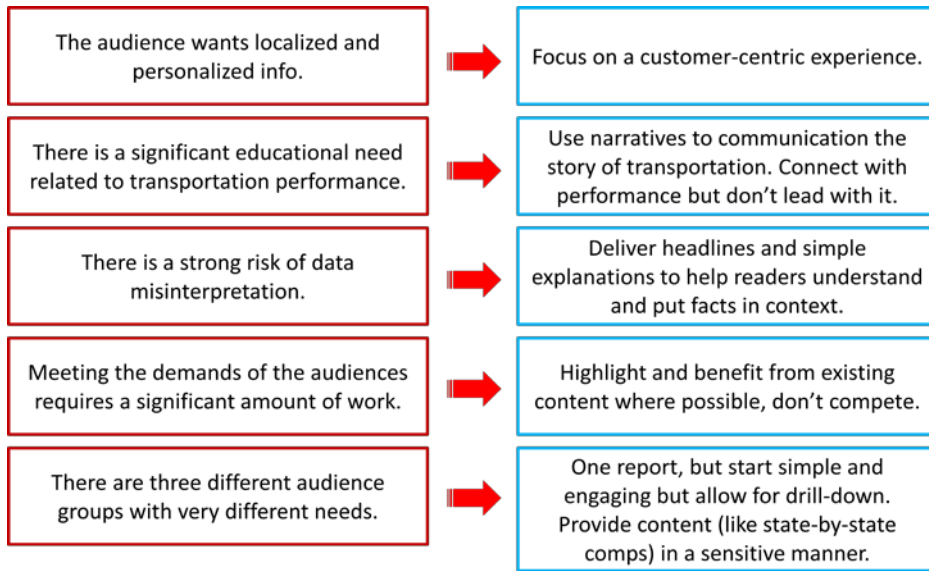 The audience wants localized and
personalized info.
Focus on a customer-centric experience.
There is a significant educational need
related to transportation performance.
Use narratives to communication the
story of transportation. Connect with
performance but don’t lead with it.
There is a strong risk of data
misinterpretation.
Deliver headlines and simple
explanations to help readers understand
and put facts in context.
Meeting the demands of the audiences
requires a significant amount of work.
Highlight and benefit from existing
content where possible, don’t compete.
There are three different audience
groups with very different needs.
One report, but start simple and
engaging but allow for drill-down.
Provide content (like state-by-state
comps) in a sensitive manner.